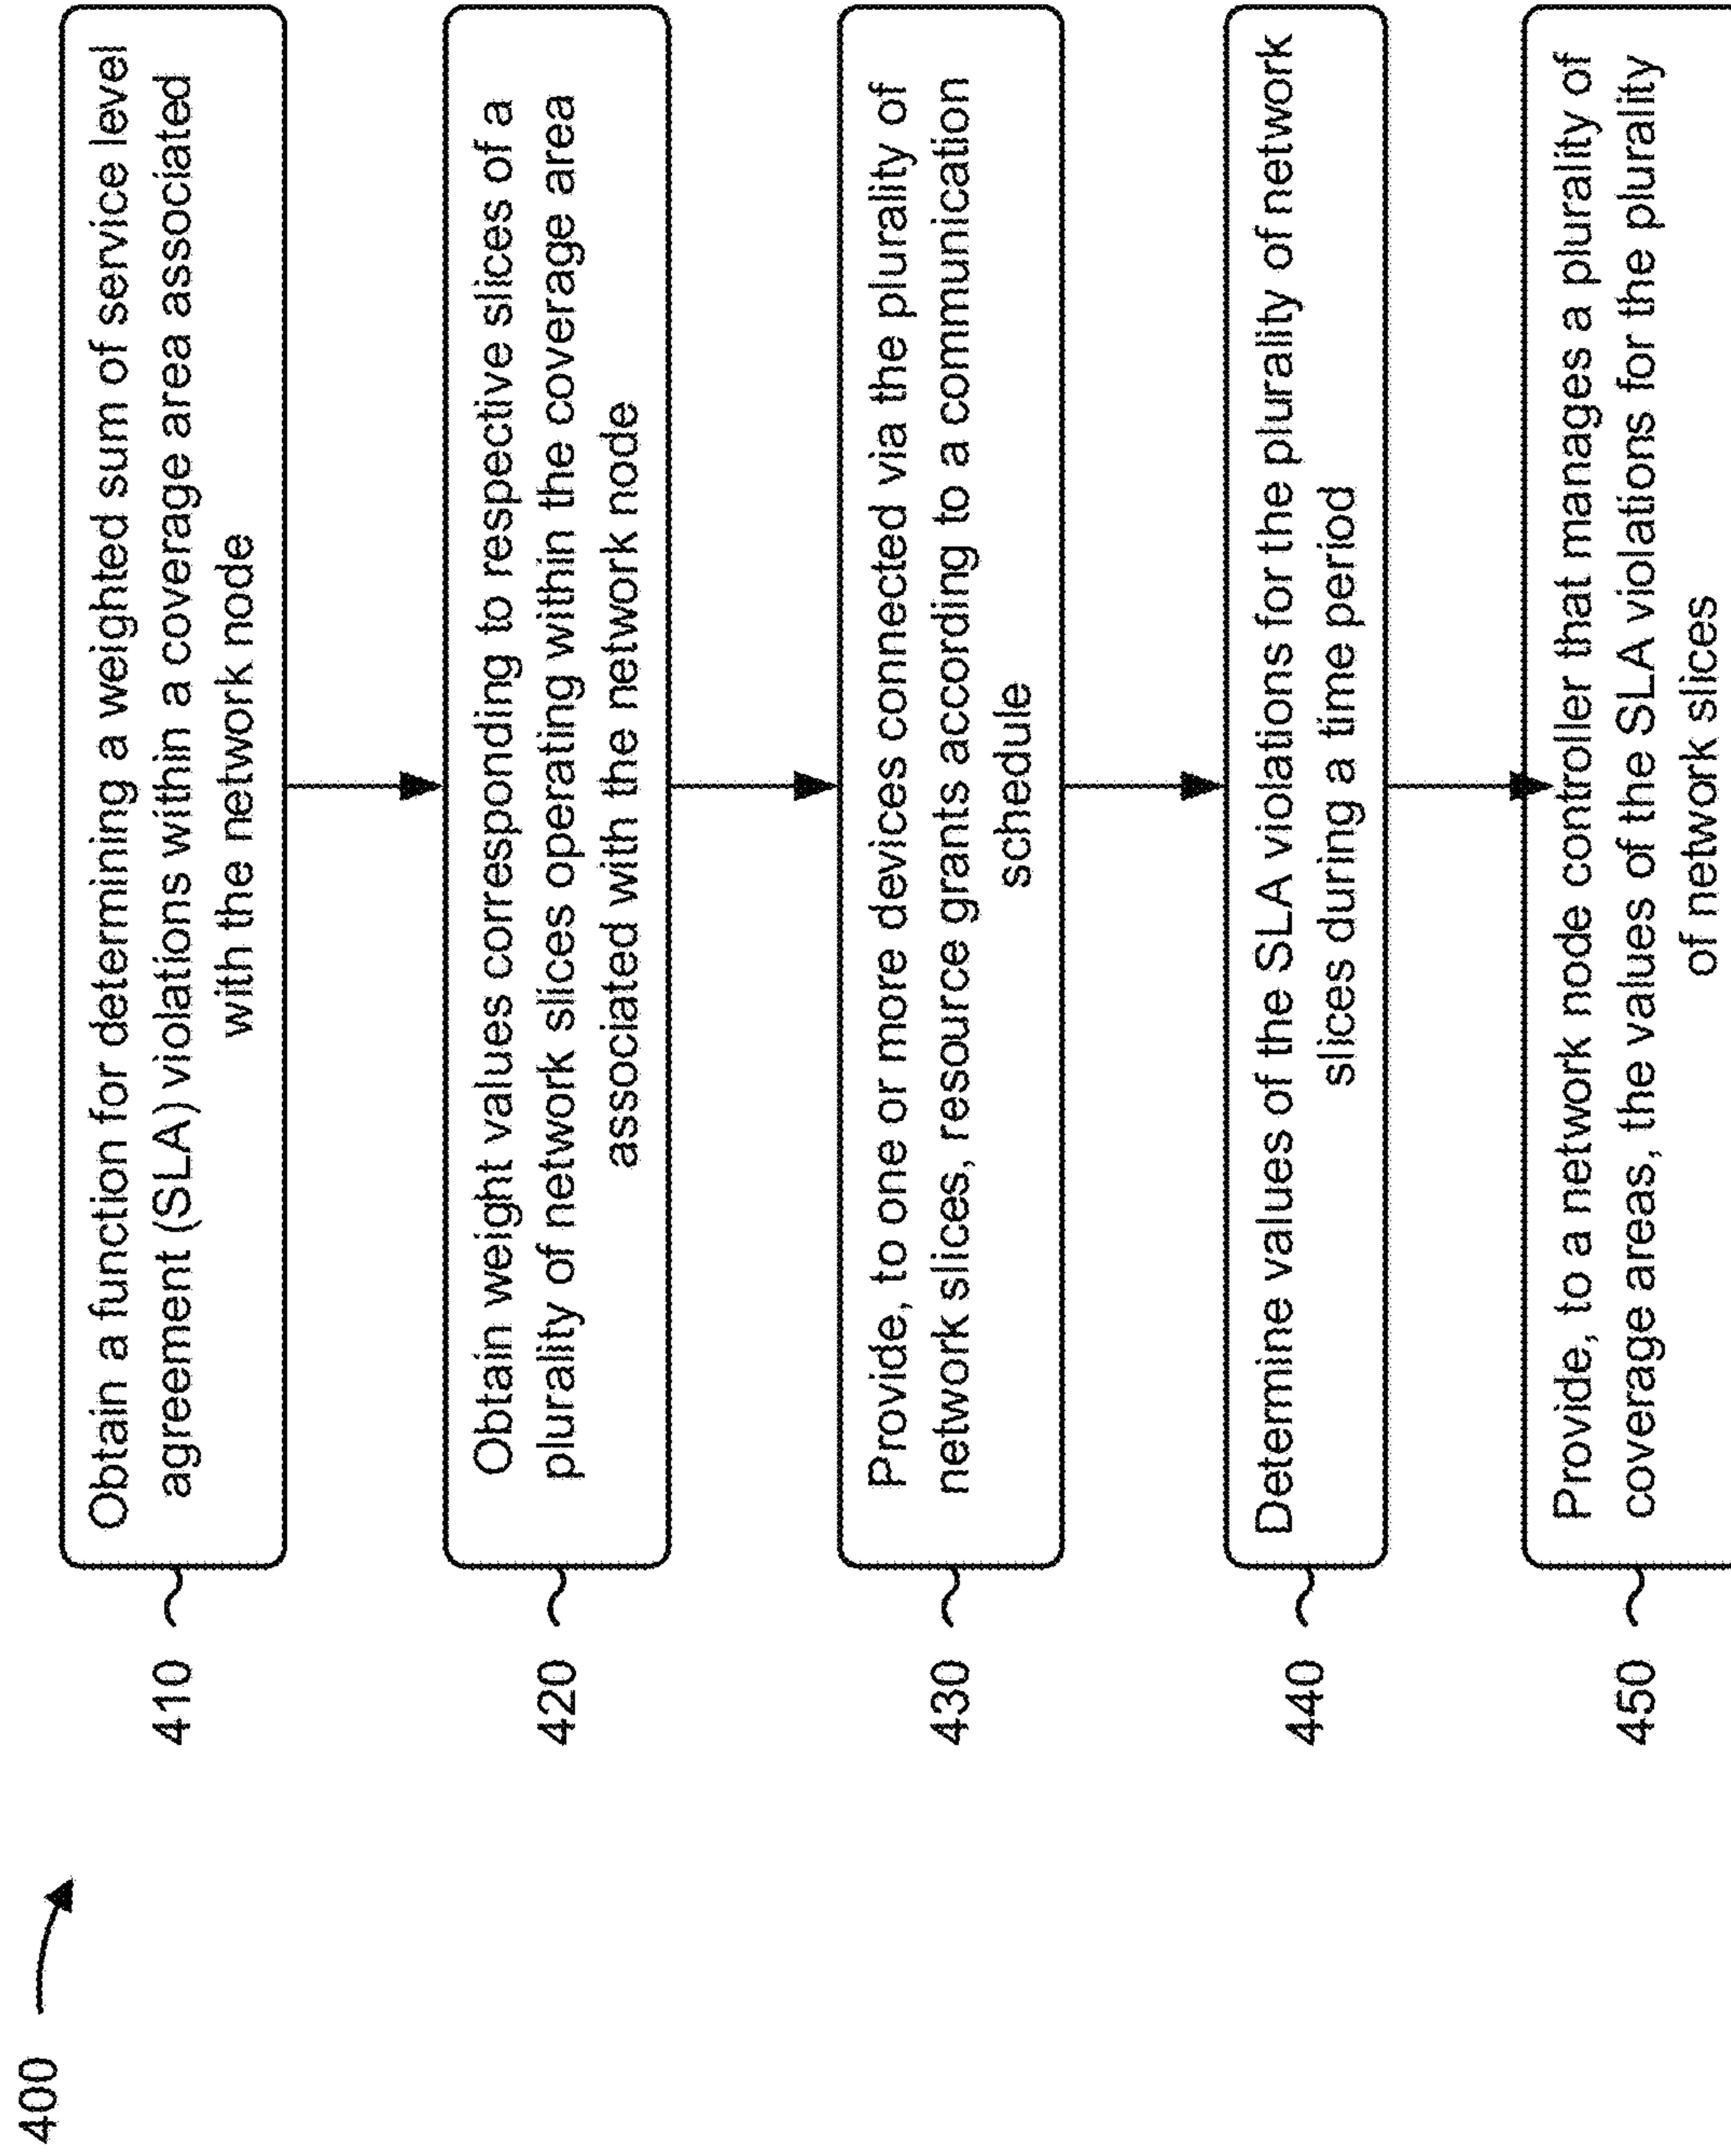 400
410
Obtain a function for determining a weighted sum of service level
agreement (SLA) violations within a coverage area associated
with the network node
420
Obtain weight values corresponding to respective slices of a
plurality of network slices operating within the coverage area
associated with the network node
430
Provide, to one or more devices connected via the plurality of
network slices, resource grants according to a communication
schedule
440
Determine values of the SLA violations for the plurality of network
slices during a time period
450
Provide, to a network node controller that manages a plurality of
coverage areas, the values of the SLA violations for the plurality
of network slices